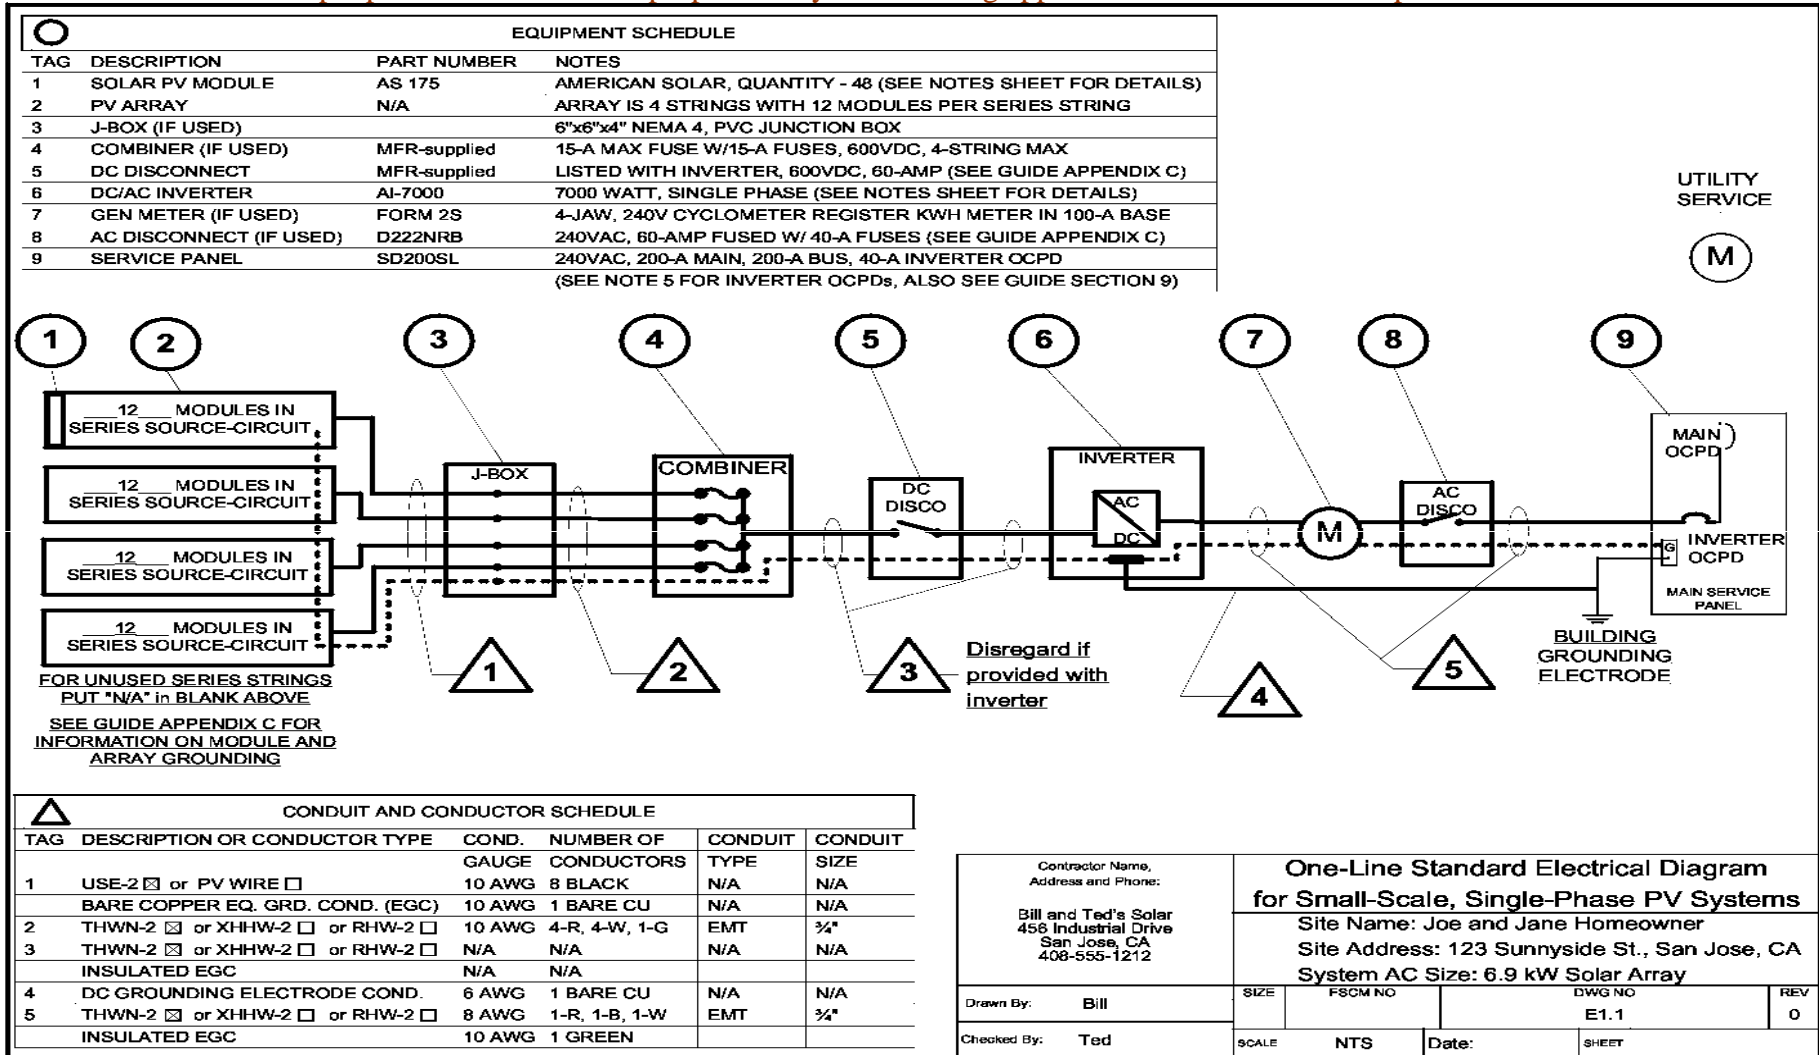 EQUIPMENT SCHEDULE
TAG DESCRIPTION PART NUMBER NOTES
1 SOLAR PV MODULE AS 175 AMERICAN SOLAR, QUANTITY - 48 (SEE NOTES SHEET FOR DETAILS)
2 PV ARRAY N/A ARRAY IS 4 STRINGS WITH 12 MODULES PER SERIES STRING
3 J-BOX (IF USED) 6"x6"x4" NEMA 4, PVC JUNCTION BOX
4 COMBINER (IF USED) MFR-supplied 15-A MAX FUSE W/15-A FUSES, 600VDC, 4-STRING MAX
5 DC DISCONNECT MFR-supplied LISTED WITH INVERTER, 600VDC, 60-AMP (SEE GUIDE APPENDIX C)
6 DC/AC INVERTER AI-7000 7000 WATT, SINGLE PHASE (SEE NOTES SHEET FOR DETAILS)
7 GEN METER (IF USED) FORM 2S 4-JAW, 240V CYCLOMETER REGISTER KWH METER IN 100-A BASE
8 AC DISCONNECT (IF USED) D222NRB 240VAC, 60-AMP FUSED W/ 40-A FUSES (SEE GUIDE APPENDIX C)
9 SERVICE PANEL SD200SL 240VAC, 200-A MAIN, 200-A BUS, 40-A INVERTER OCPD
(SEE NOTE 5 FOR INVERTER OCPDs, ALSO SEE GUIDE SECTION 9)
UTILITY
SERVICE
M
1 2 3 4 5 6 7 8 9
12 MODULES IN
SERIES SOURCE-CIRCUIT
12 MODULES IN
SERIES SOURCE-CIRCUIT
12 MODULES IN
SERIES SOURCE-CIRCUIT
12 MODULES IN
SERIES SOURCE-CIRCUIT
J-BOX
COMBINER
DC
DISCO
INVERTER
AC
DC
M
AC
DISCO
MAIN
OCPD
G
INVERTER
OCPD
MAIN SERVICE
PANEL
BUILDING
GROUNDING
ELECTRODE
1
2
3
Disregard if
provided with
inverter
4
5
FOR UNUSED SERIES STRINGS
PUT "N/A" in BLANK ABOVE
SEE GUIDE APPENDIX C FOR
INFORMATION ON MODULE AND
ARRAY GROUNDING
CONDUIT AND CONDUCTOR SCHEDULE
TAG DESCRIPTION OR CONDUCTOR TYPE COND. NUMBER OF CONDUIT CONDUIT
GAUGE CONDUCTORS TYPE SIZE
1 USE-2 ☒ or PV WIRE ☐ 10 AWG 8 BLACK N/A N/A
BARE COPPER EQ. GRD. COND. (EGC) 10 AWG 1 BARE CU N/A N/A
2 THWN-2 ☒ or XHHW-2 ☐ or RHW-2 ☐ 10 AWG 4-R, 4-W, 1-G EMT ¾"
3 THWN-2 ☒ or XHHW-2 ☐ or RHW-2 ☐ N/A N/A
INSULATED EGC N/A N/A
4 DC GROUNDING ELECTRODE COND. 6 AWG 1 BARE CU N/A N/A
5 THWN-2 ☒ or XHHW-2 ☐ or RHW-2 ☐ 8 AWG 1-R, 1-B, 1-W EMT ¾"
INSULATED EGC 10 AWG 1 GREEN
Contractor Name,
Address and Phone:
Bill and Ted's Solar
456 Industrial Drive
San Jose, CA
408-555-1212
Drawn By: Bill
Checked By: Ted
One-Line Standard Electrical Diagram
for Small-Scale, Single-Phase PV Systems
Site Name: Joe and Jane Homeowner
Site Address: 123 Sunnyside St., San Jose, CA
System AC Size: 6.9 kW Solar Array
SIZE FSCM NO DWG NO REV
E1.1 0
SCALE NTS Date: SHEET